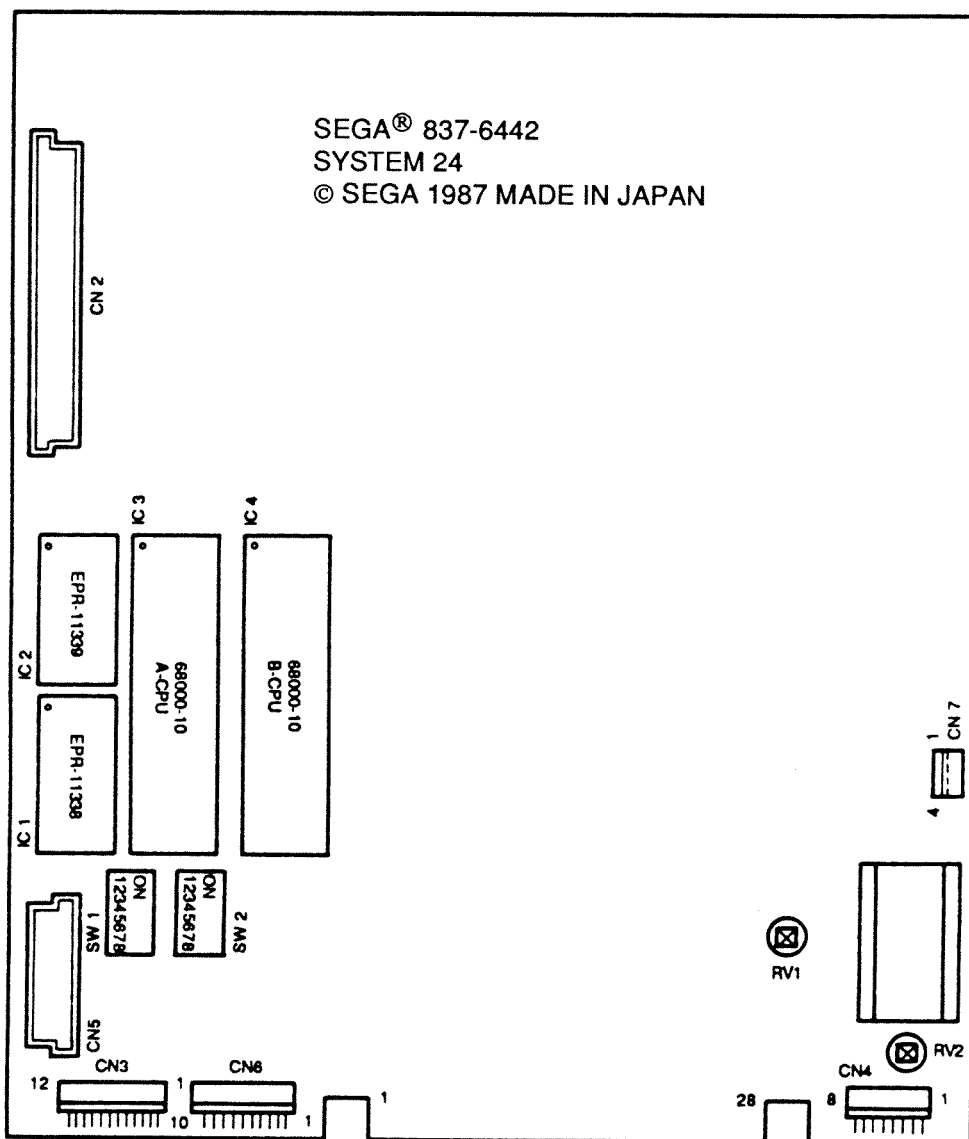 SEGA® 837-6442
SYSTEM 24
© SEGA 1987 MADE IN JAPAN
CN 2
IC 3
IC 4
EPR-11339
IC 2
68000-10
A-CPU
68000-10
B-CPU
EPR-11338
IC 1
1
CN 7
4
ON
12345678
SW 1
ON
12345678
SW 2
CN5
RV1
RV2
12
CN3
1
CN6
10
1
1
28
CN4
8
1